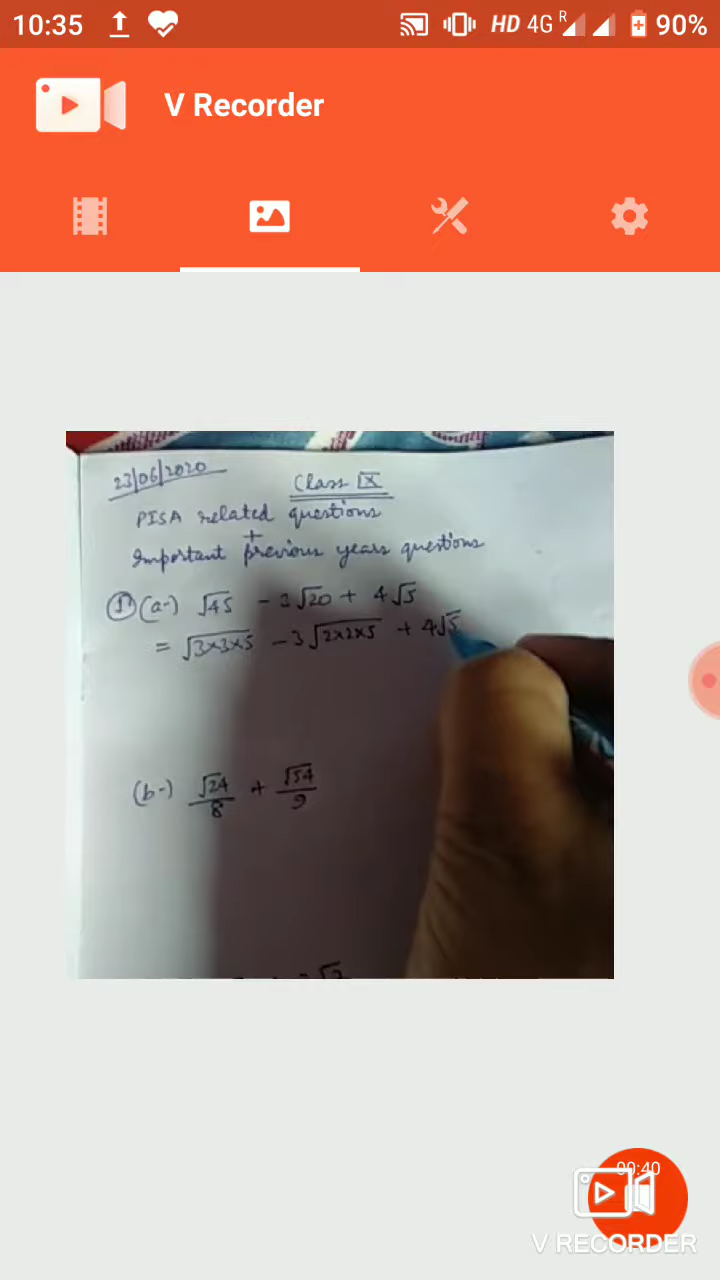 10:35 HD 4G R 90%
V Recorder
23/06/2020
Class IX
PISA related questions
+
Important previous years questions
① (a-) √45 - 3√20 + 4√5
= √3×3×5 - 3√2×2×5 + 4√5
(b-) √24/8 + √54/9
00:40
V RECORDER